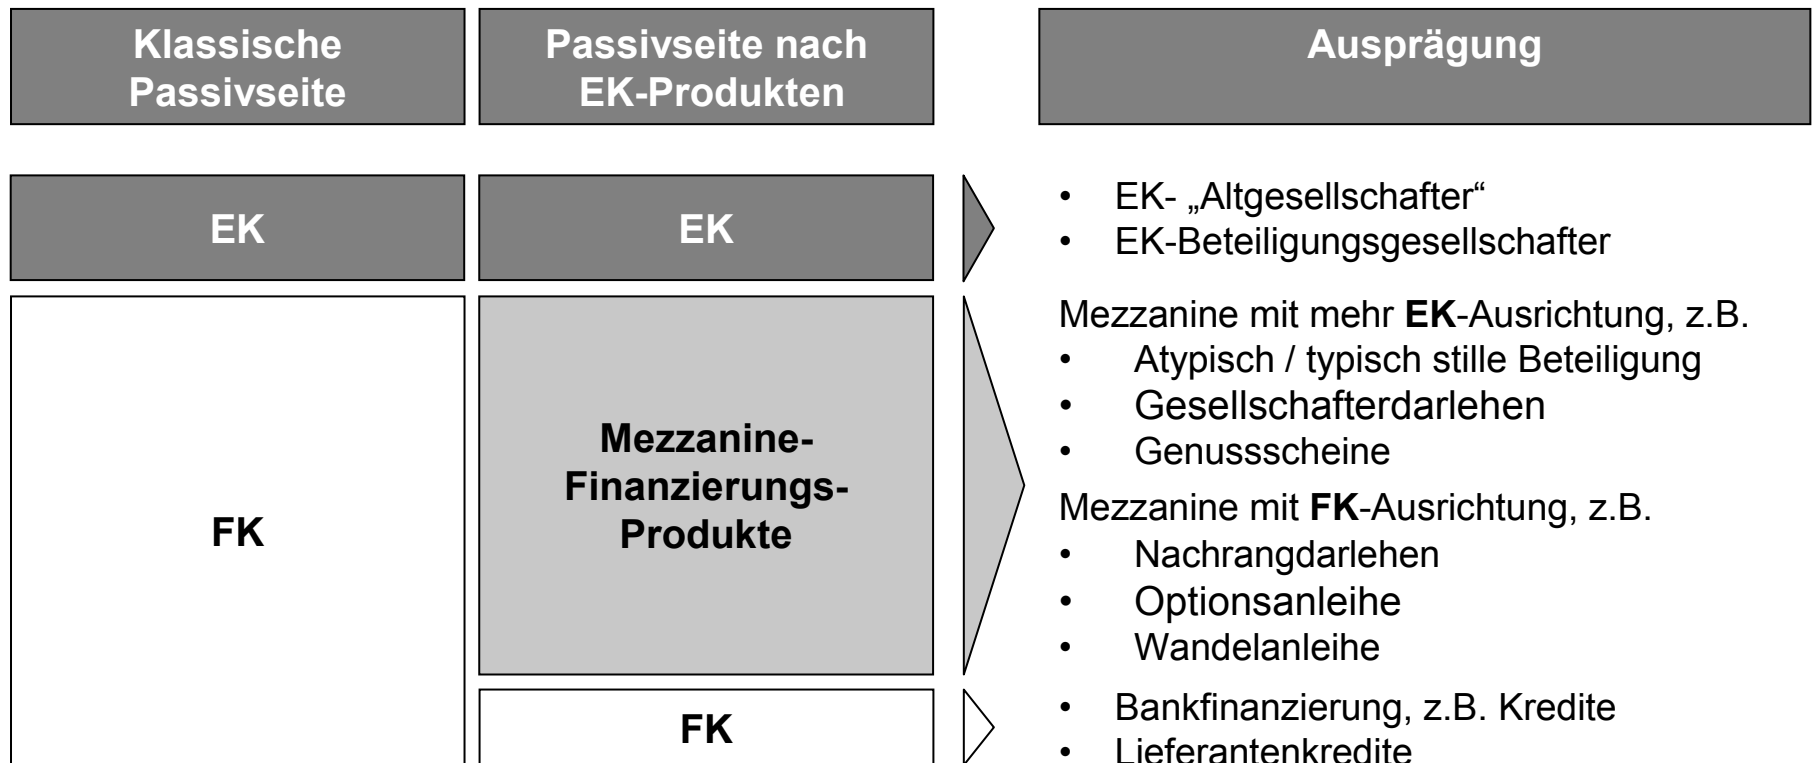 Klassische
Passivseite
Passivseite nach
EK-Produkten
Ausprägung
EK
EK
• EK- „Altgesellschafter“
• EK-Beteiligungsgesellschafter
FK
Mezzanine-
Finanzierungs-
Produkte
Mezzanine mit mehr EK-Ausrichtung, z.B.
• Atypisch / typisch stille Beteiligung
• Gesellschafterdarlehen
• Genussscheine
Mezzanine mit FK-Ausrichtung, z.B.
• Nachrangdarlehen
• Optionsanleihe
• Wandelanleihe
FK
• Bankfinanzierung, z.B. Kredite
• Lieferantenkredite